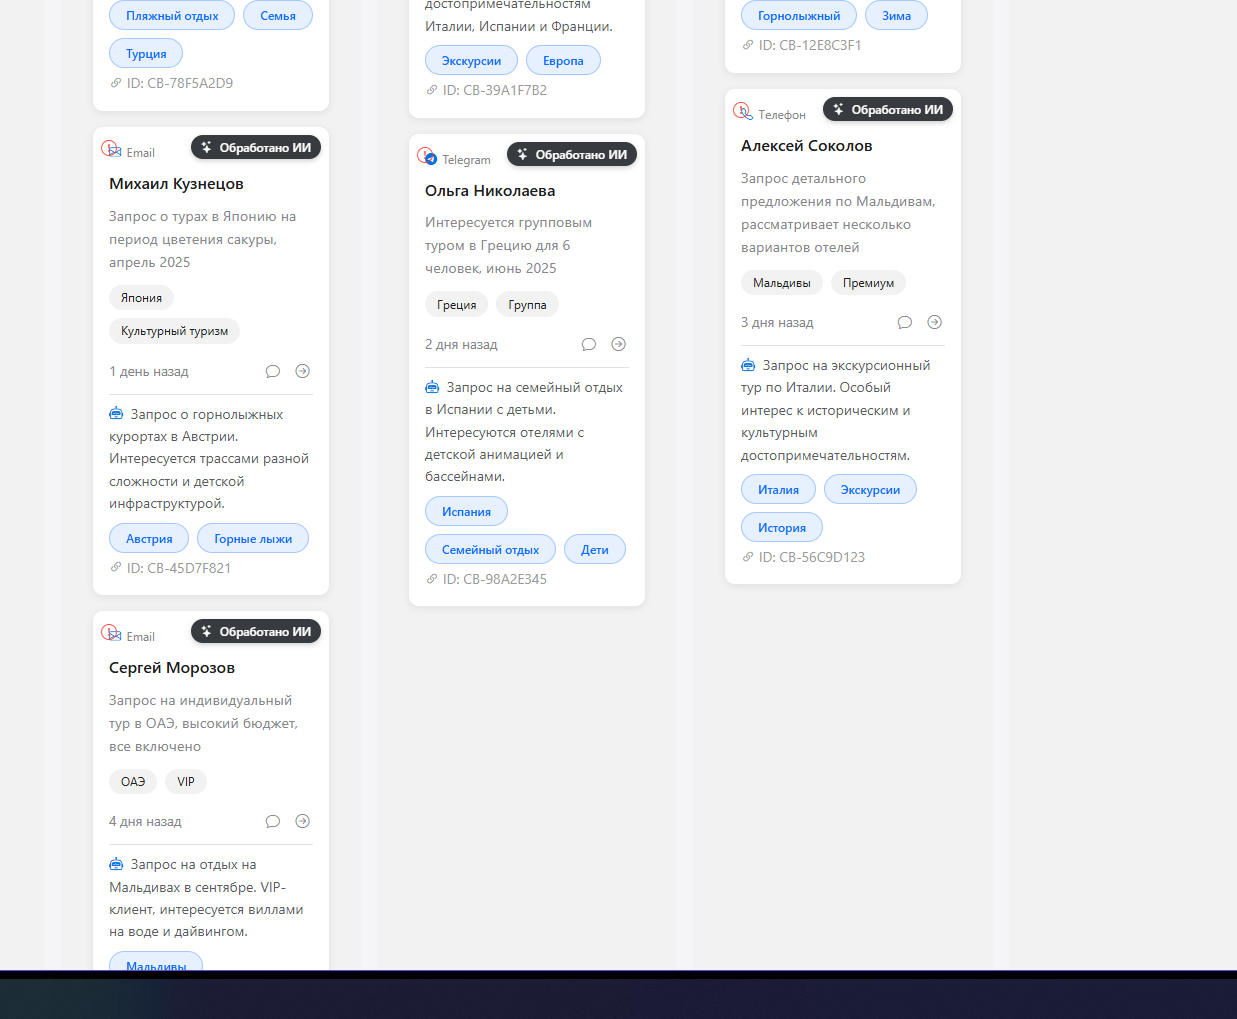 Пляжный отдых
Семья
Турция
ID: CB-78F5A2D9
Email
Обработано ИИ
Михаил Кузнецов
Запрос о турах в Японию на
период цветения сакуры,
апрель 2025
Япония
Культурный туризм
1 день назад
Запрос о горнолыжных
курортах в Австрии.
Интересуется трассами разной
сложности и детской
инфраструктурой.
Австрия
Горные лыжи
ID: CB-45D7F821
Email
Обработано ИИ
Сергей Морозов
Запрос на индивидуальный
тур в ОАЭ, высокий бюджет,
все включено
ОАЭ
VIP
4 дня назад
Запрос на отдых на
Мальдивах в сентябре. VIP-
клиент, интересуется виллами
на воде и дайвингом.
Мальдивы
достопримечательностям
Италии, Испании и Франции.
Экскурсии
Европа
ID: CB-39A1F7B2
Telegram
Обработано ИИ
Ольга Николаева
Интересуется групповым
туром в Грецию для 6
человек, июнь 2025
Греция
Группа
2 дня назад
Запрос на семейный отдых
в Испании с детьми.
Интересуются отелями с
детской анимацией и
бассейнами.
Испания
Семейный отдых
Дети
ID: CB-98A2E345
Горнолыжный
Зима
ID: CB-12E8C3F1
Телефон
Обработано ИИ
Алексей Соколов
Запрос детального
предложения по Мальдивам,
рассматривает несколько
вариантов отелей
Мальдивы
Премиум
3 дня назад
Запрос на экскурсионный
тур по Италии. Особый
интерес к историческим и
культурным
достопримечательностям.
Италия
Экскурсии
История
ID: CB-56C9D123